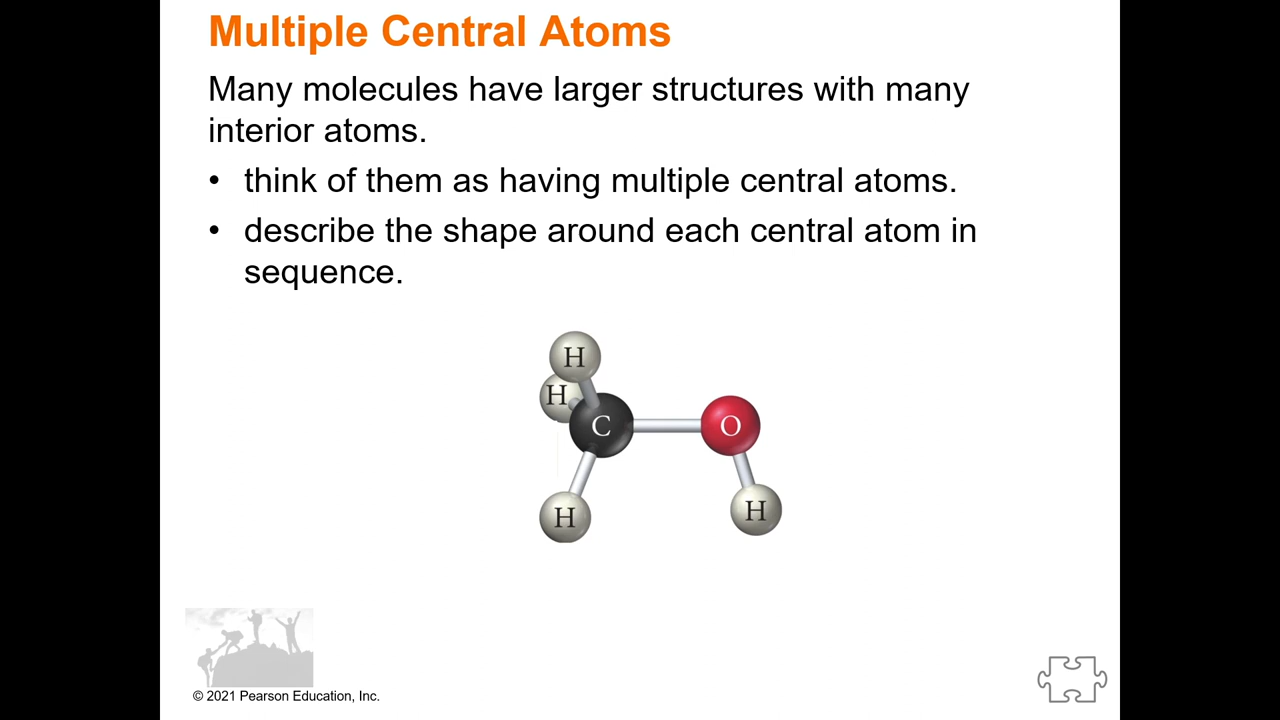 Multiple Central Atoms
Many molecules have larger structures with many
interior atoms.
• think of them as having multiple central atoms.
• describe the shape around each central atom in
sequence.
H
H
C
O
H
H
© 2021 Pearson Education, Inc.